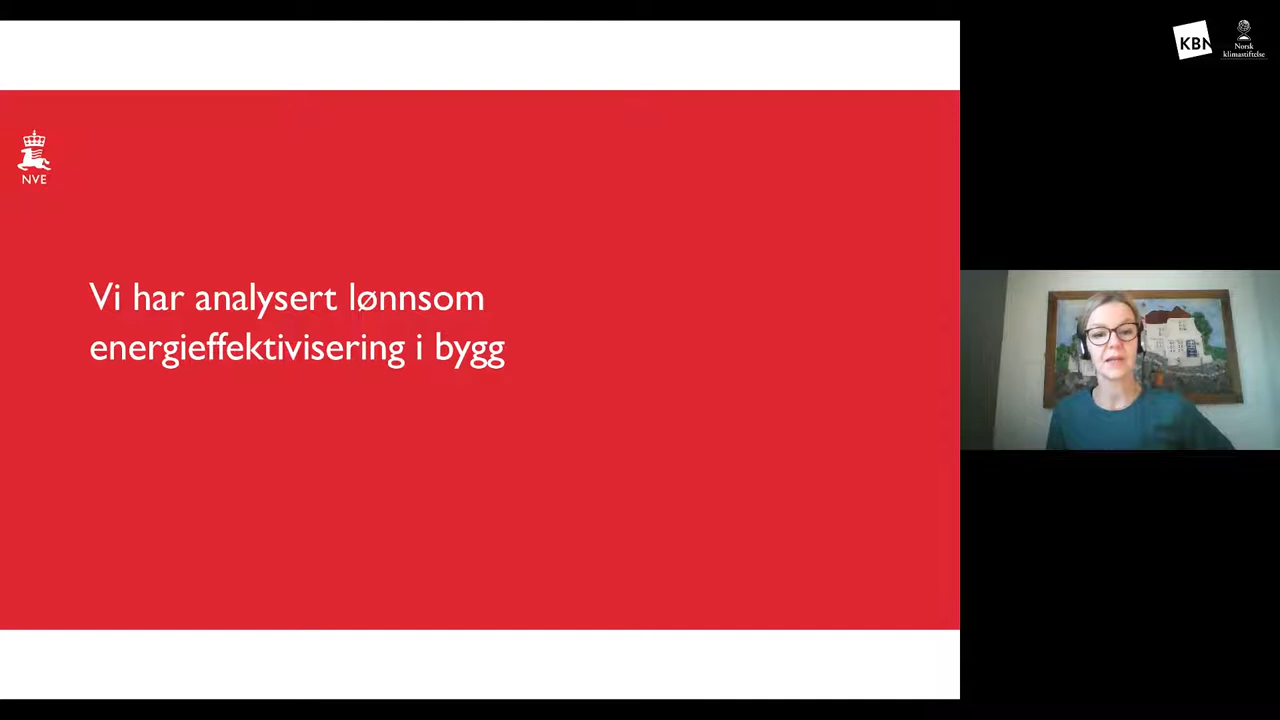 KBN
Norsk
klimastiftelse
NVE
Vi har analysert lønnsom
energieffektivisering i bygg